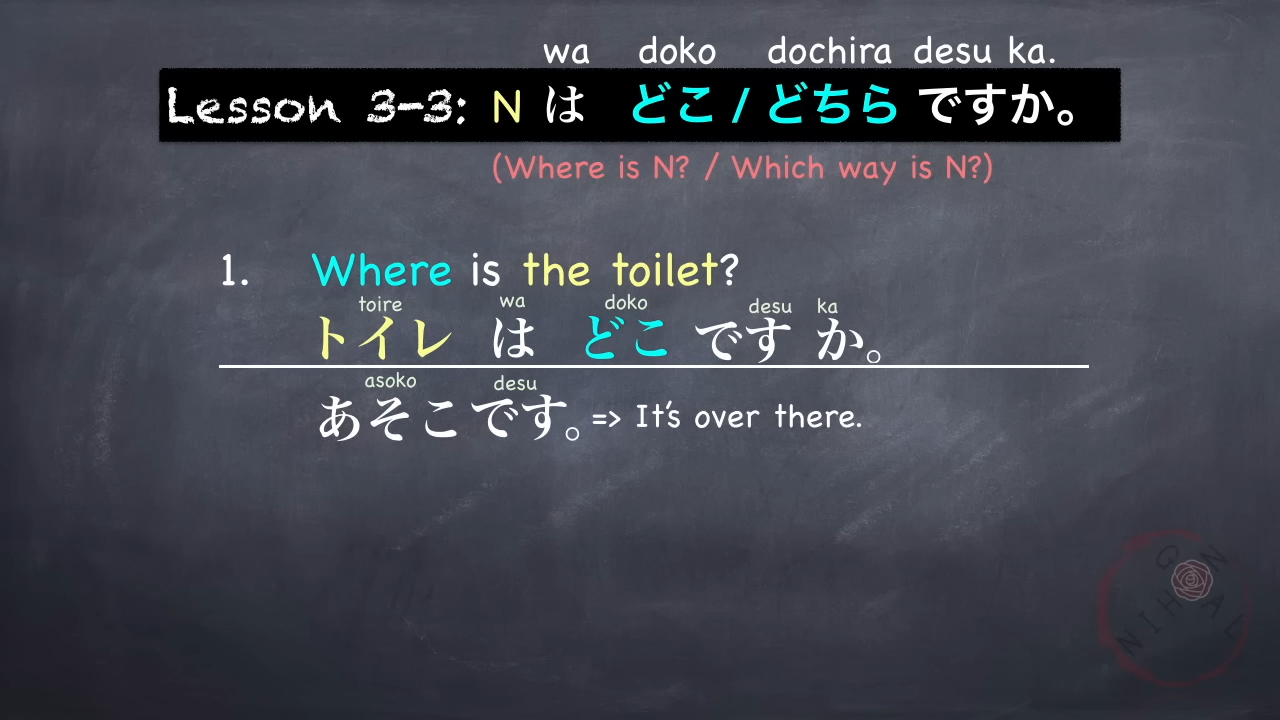 wa doko dochira desu ka.
Lesson 3-3: N は どこ / どちら ですか。
(Where is N? / Which way is N?)
1. Where is the toilet?
toire wa doko desu ka
トイレ は どこ です か。
asoko desu
あそこです。 => It's over there.